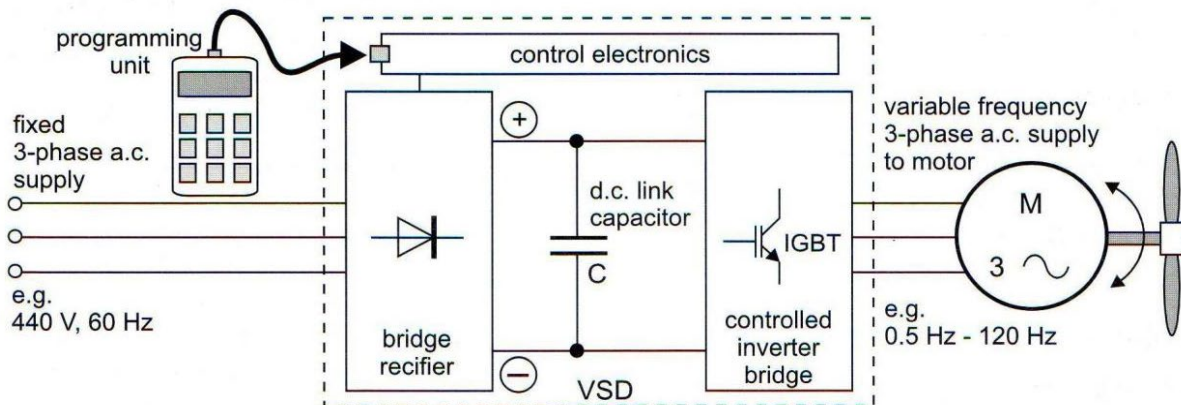 programming
unit
control electronics
fixed
3-phase a.c.
supply
+
d.c. link
capacitor
C
IGBT
variable frequency
3-phase a.c. supply
to motor
M
3
e.g.
440 V, 60 Hz
bridge
rectifier
−
VSD
controlled
inverter
bridge
e.g.
0.5 Hz - 120 Hz